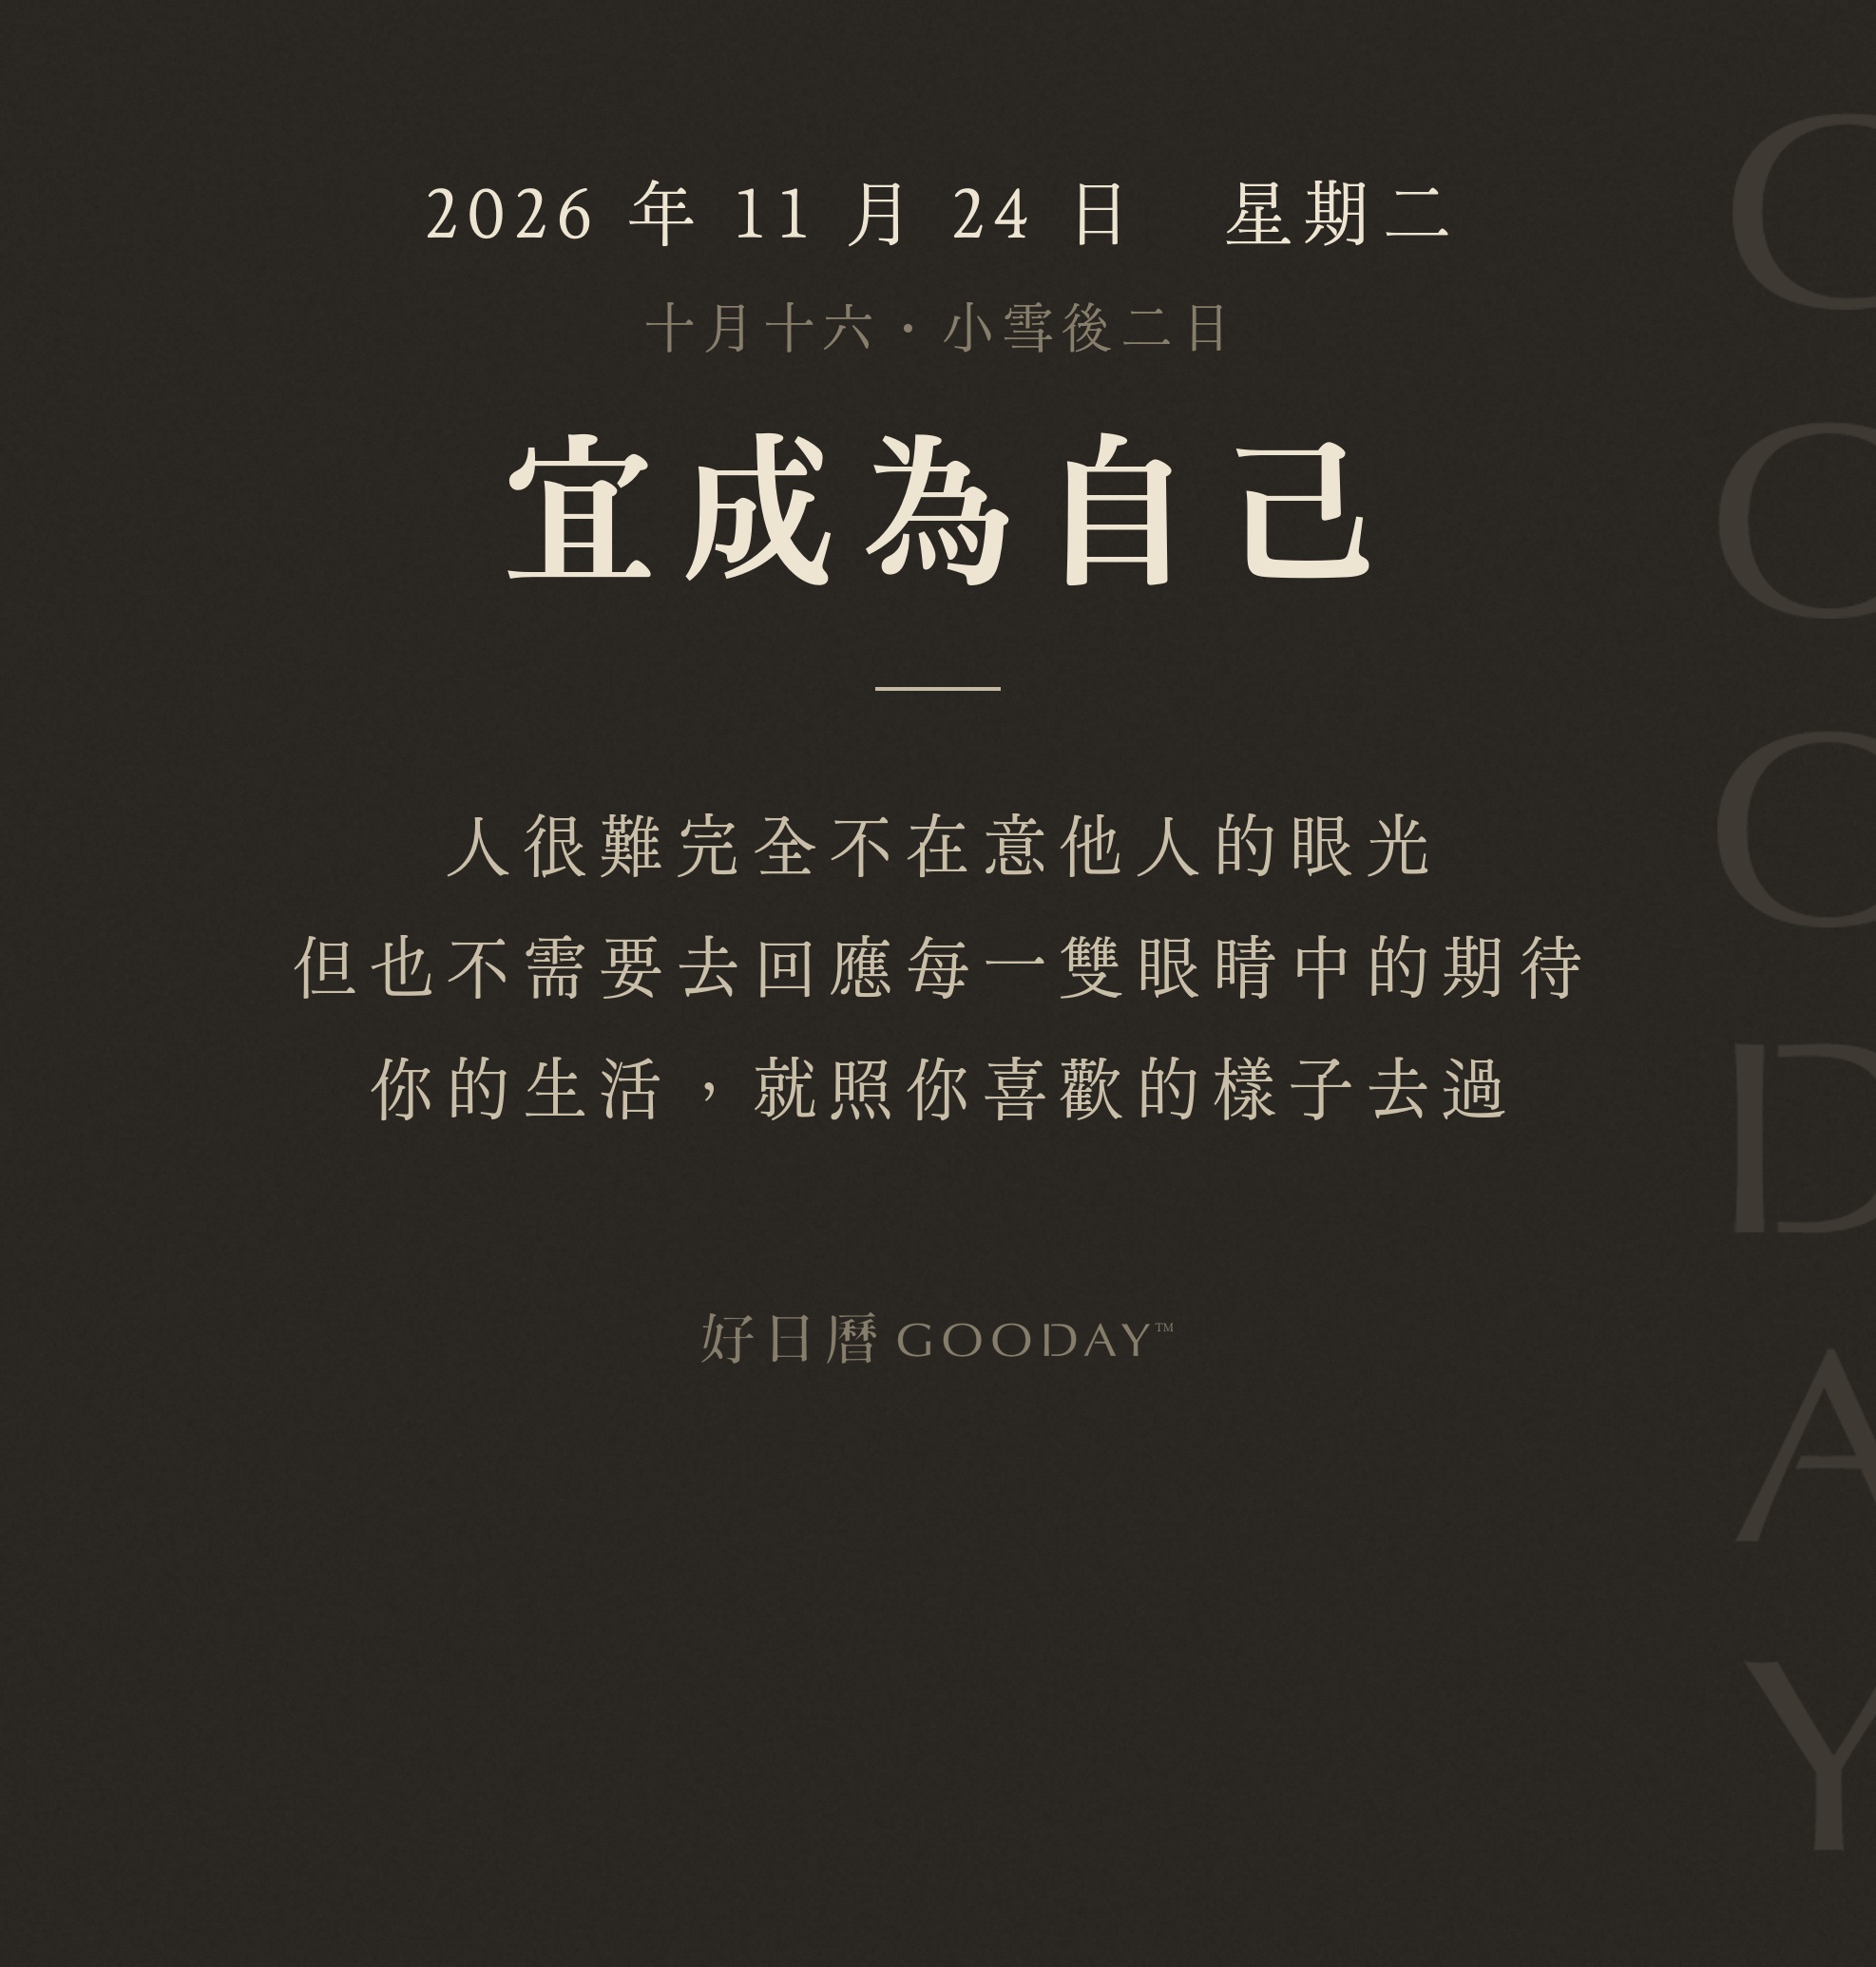 2026 年 11 月 24 日　星期二
十月十六・小雪後二日
宜成為自己
人很難完全不在意他人的眼光
但也不需要去回應每一雙眼睛中的期待
你的生活，就照你喜歡的樣子去過
好日曆 GOODAY™
GOODAY